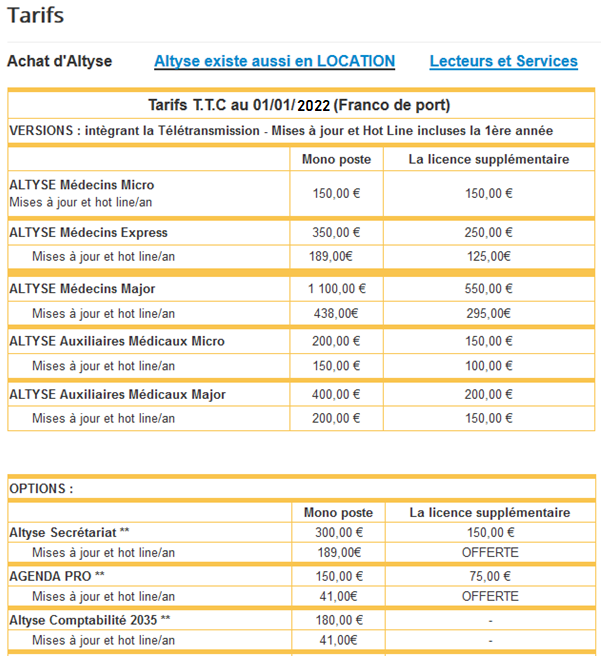 Tarifs
Achat d'Altyse Altyse existe aussi en LOCATION Lecteurs et Services
Tarifs T.T.C au 01/01/2022 (Franco de port)
VERSIONS : intègrant la Télétransmission - Mises à jour et Hot Line incluses la 1ère année
Mono poste La licence supplémentaire
ALTYSE Médecins Micro
Mises à jour et hot line/an 150,00 € 150,00 €
ALTYSE Médecins Express 350,00 € 250,00 €
Mises à jour et hot line/an 189,00€ 125,00€
ALTYSE Médecins Major 1 100,00 € 550,00 €
Mises à jour et hot line/an 438,00€ 295,00€
ALTYSE Auxiliaires Médicaux Micro 200,00 € 150,00 €
Mises à jour et hot line/an 150,00 € 100,00 €
ALTYSE Auxiliaires Médicaux Major 400,00 € 200,00 €
Mises à jour et hot line/an 200,00 € 150,00 €
OPTIONS :
Mono poste La licence supplémentaire
Altyse Secrétariat ** 300,00 € 150,00 €
Mises à jour et hot line/an 189,00€ OFFERTE
AGENDA PRO ** 150,00 € 75,00 €
Mises à jour et hot line/an 41,00€ OFFERTE
Altyse Comptabilité 2035 ** 180,00 € -
Mises à jour et hot line/an 41,00€ -